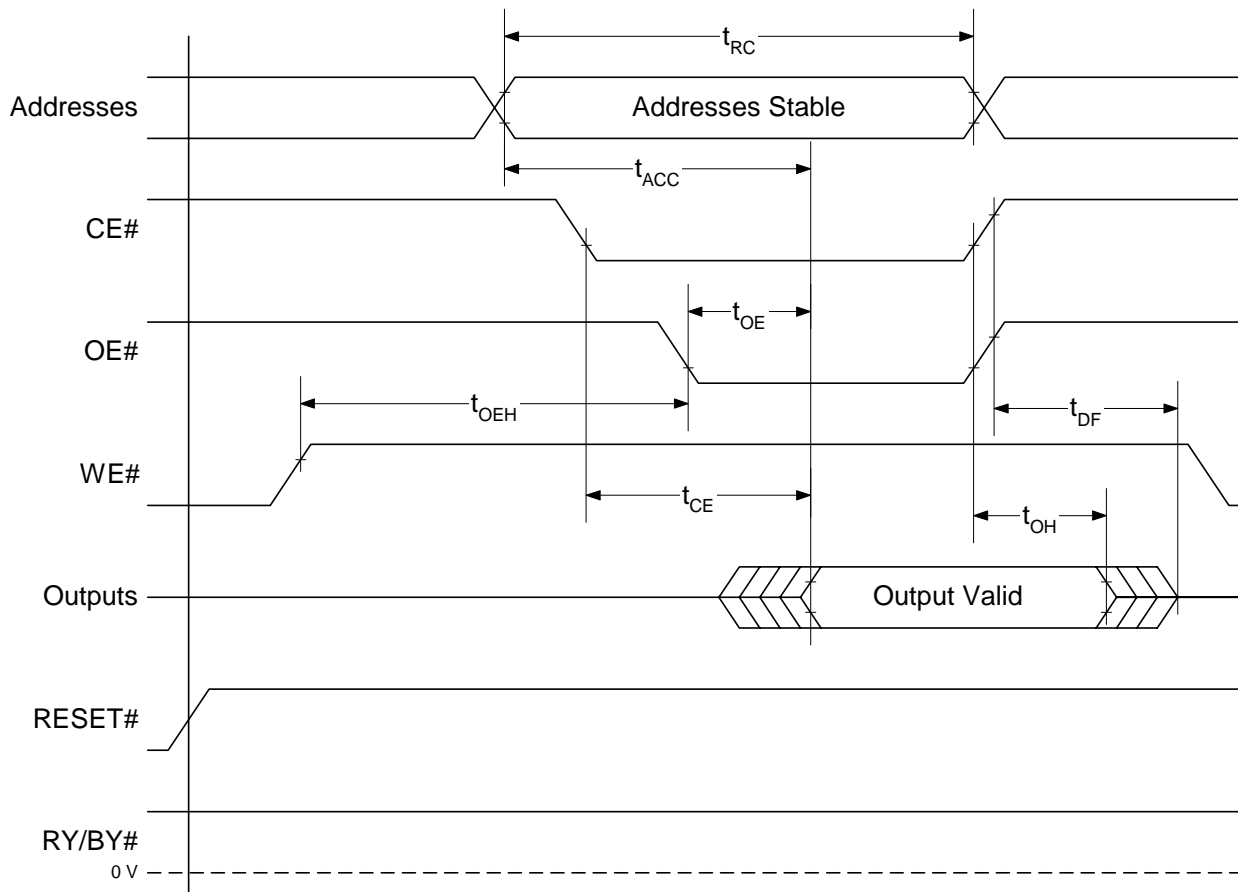 tRC
Addresses
Addresses Stable
tACC
CE#
tOE
OE#
tOEH
tDF
WE#
tCE
tOH
Outputs
Output Valid
RESET#
RY/BY#
0 V